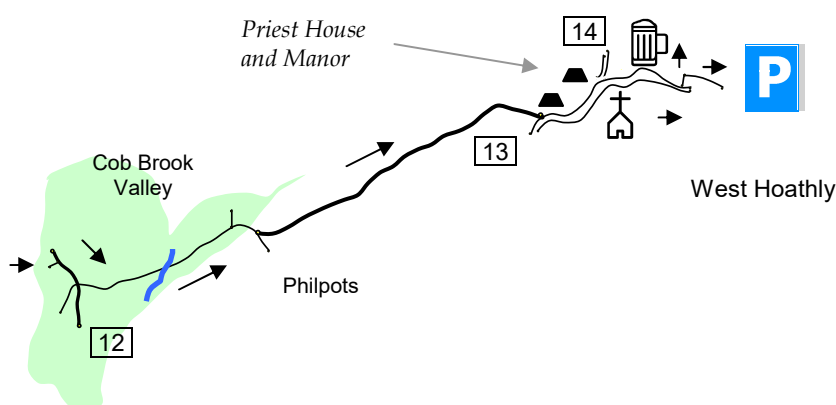 Priest House
and Manor
14
P
13
Cob Brook
Valley
West Hoathly
Philpots
12